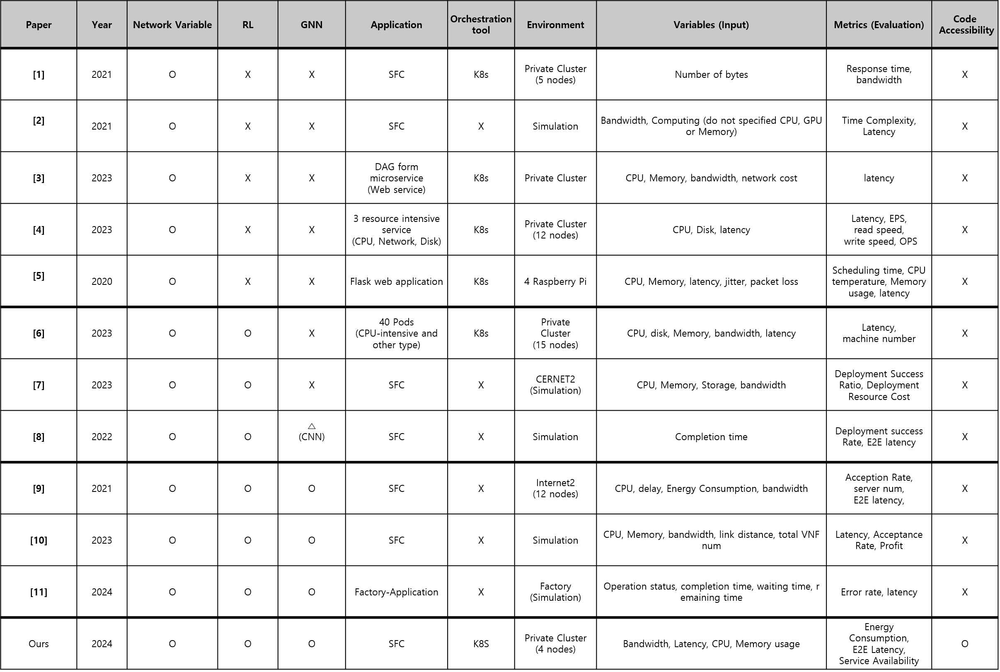 Paper
Year
Network Variable
RL
GNN
Application
Orchestration
tool
Environment
Variables (Input)
Metrics (Evaluation)
Code
Accessibility
[1]
2021
O
X
X
SFC
K8s
Private Cluster
(5 nodes)
Number of bytes
Response time,
bandwidth
X
[2]
2021
O
X
X
SFC
X
Simulation
Bandwidth, Computing (do not specified CPU, GPU
or Memory)
Time Complexity,
Latency
X
[3]
2023
O
X
X
DAG form
microservice
(Web service)
K8s
Private Cluster
CPU, Memory, bandwidth, network cost
latency
X
[4]
2023
O
X
X
3 resource intensive
service
(CPU, Network, Disk)
K8s
Private Cluster
(12 nodes)
CPU, Disk, latency
Latency, EPS,
read speed,
write speed, OPS
X
[5]
2020
O
X
X
Flask web application
K8s
4 Raspberry Pi
CPU, Memory, latency, jitter, packet loss
Scheduling time, CPU
temperature, Memory
usage, latency
X
[6]
2023
O
O
X
40 Pods
(CPU-intensive and
other type)
K8s
Private
Cluster
(15 nodes)
CPU, disk, Memory, bandwidth, latency
Latency,
machine number
X
[7]
2023
O
O
X
SFC
X
CERNET2
(Simulation)
CPU, Memory, Storage, bandwidth
Deployment Success
Ratio, Deployment
Resource Cost
X
[8]
2022
O
O
△
(CNN)
SFC
X
Simulation
Completion time
Deployment success
Rate, E2E latency
X
[9]
2021
O
O
O
SFC
X
Internet2
(12 nodes)
CPU, delay, Energy Consumption, bandwidth
Acception Rate,
server num,
E2E latency,
X
[10]
2023
O
O
O
SFC
X
Simulation
CPU, Memory, bandwidth, link distance, total VNF
num
Latency, Acceptance
Rate, Profit
X
[11]
2024
O
O
O
Factory-Application
X
Factory
(Simulation)
Operation status, completion time, waiting time, r
emaining time
Error rate, latency
X
Ours
2024
O
O
O
SFC
K8S
Private Cluster
(4 nodes)
Bandwidth, Latency, CPU, Memory usage
Energy
Consumption,
E2E Latency,
Service Availability
O